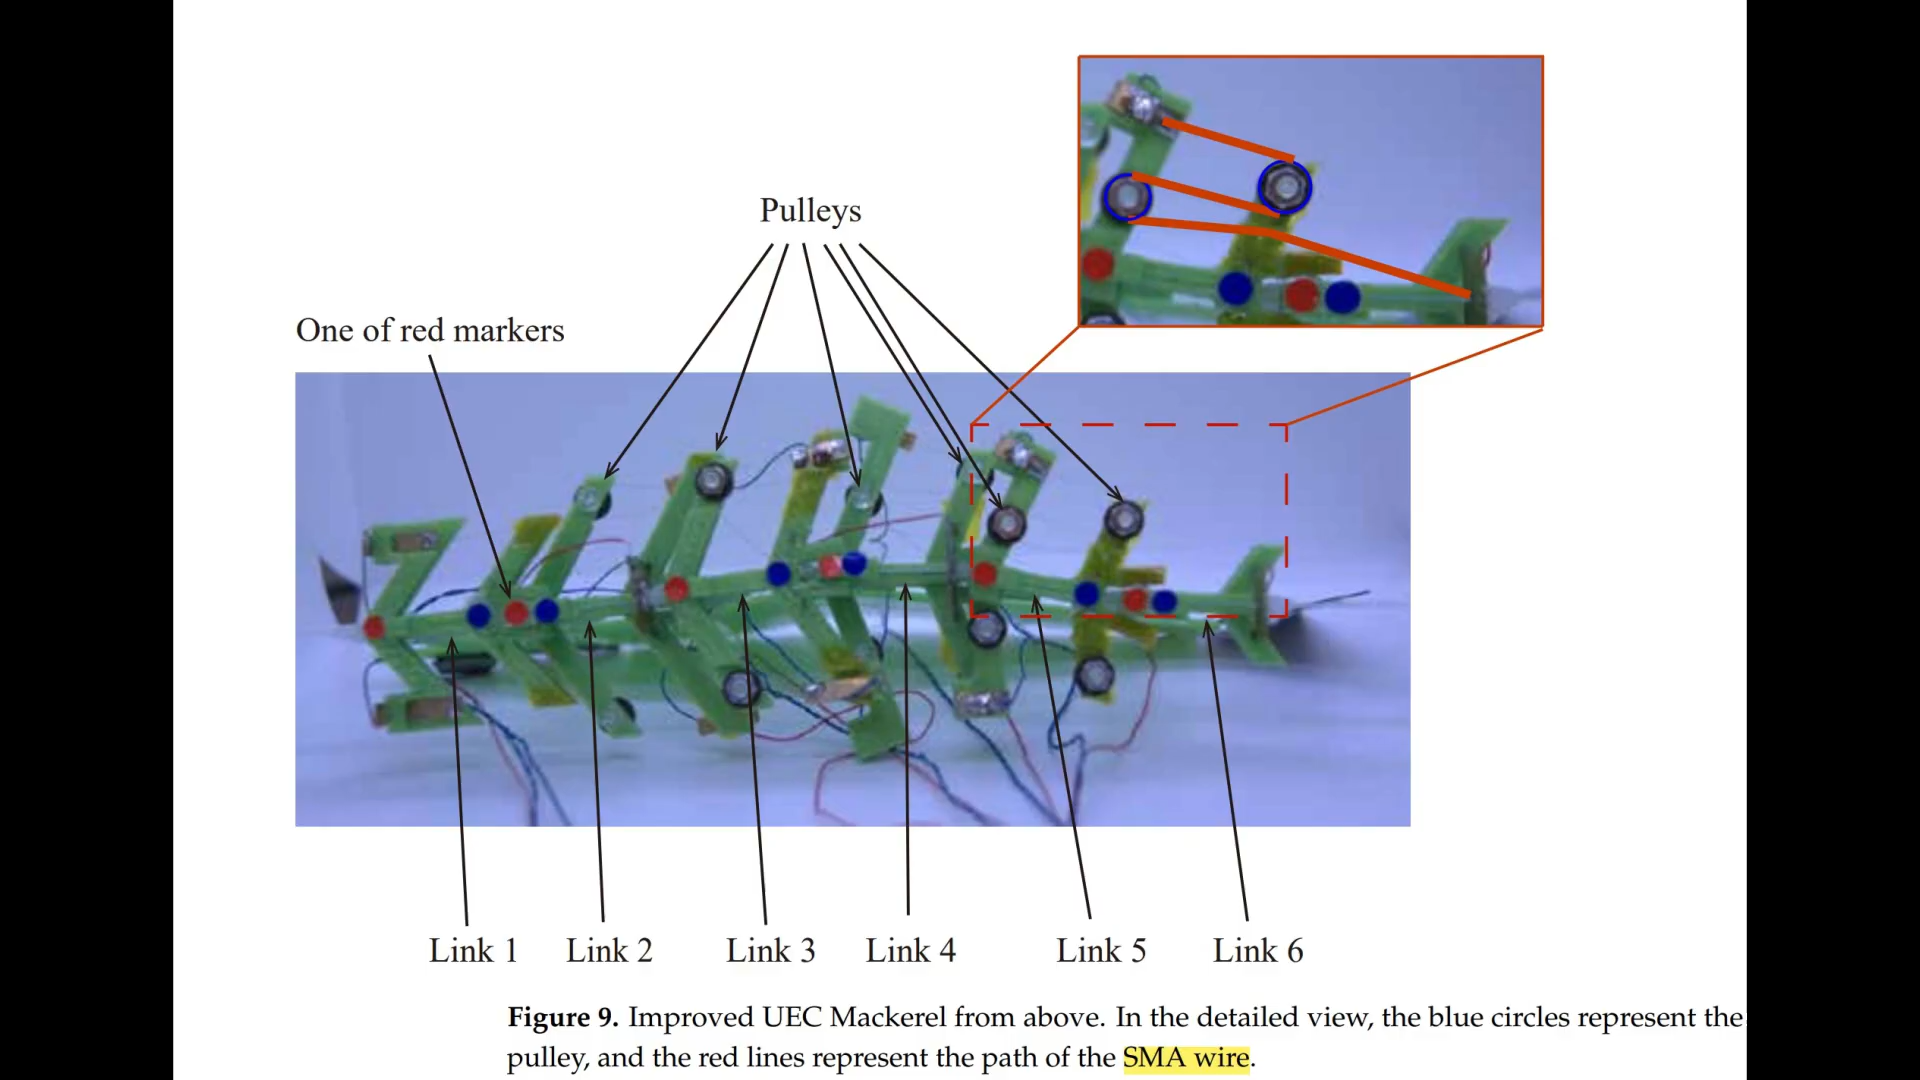 Pulleys
One of red markers
Link 1 Link 2 Link 3 Link 4 Link 5 Link 6
Figure 9. Improved UEC Mackerel from above. In the detailed view, the blue circles represent the
pulley, and the red lines represent the path of the SMA wire.